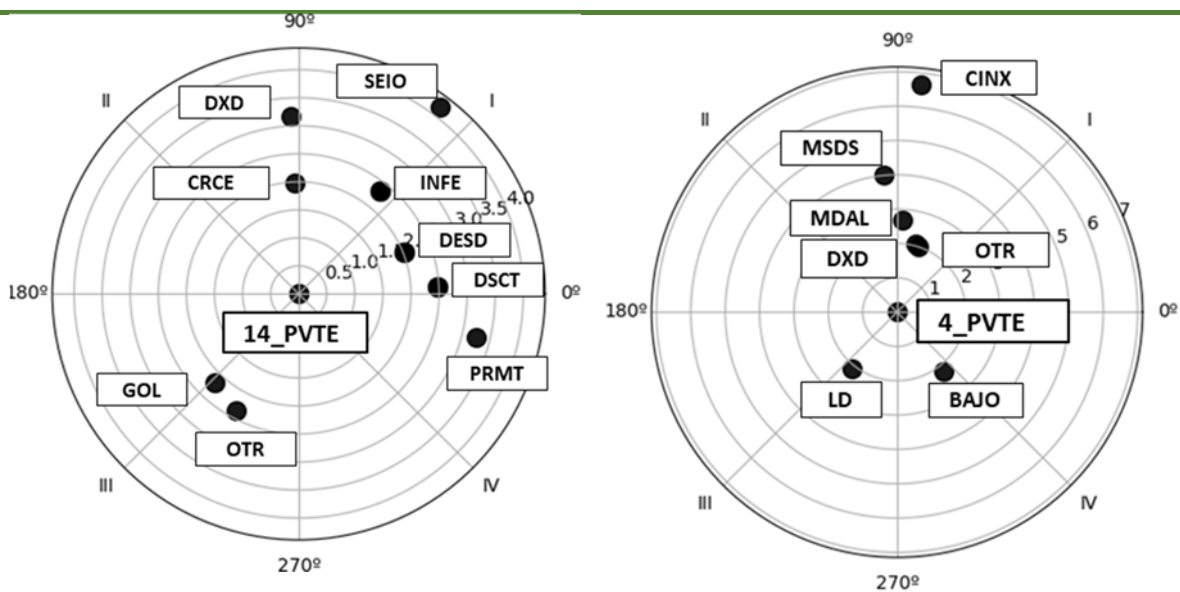 90º
SEIO
DXD
II
I
CRCE
INFE
4.0
3.5
3.0
DESD
2.
1.
1.0
0.5
DSCT
180º
0º
14_PVTE
PRMT
GOL
OTR
III
IV
270º
90º
CINX
II
I
MSDS
7
MDAL
6
5
OTR
DXD
2
1
180º
0º
4_PVTE
LD
BAJO
III
IV
270º